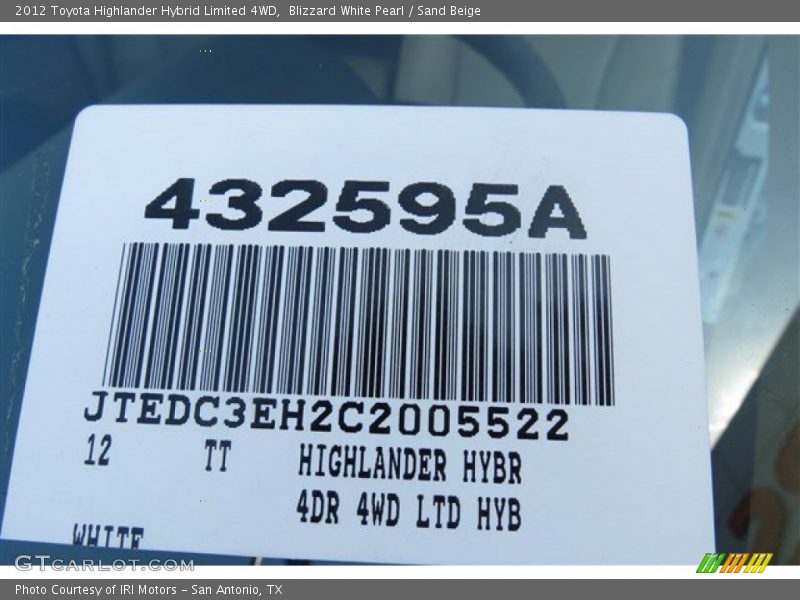 2012 Toyota Highlander Hybrid Limited 4WD,  Blizzard White Pearl / Sand Beige
432595A
JTEDC3EH2C2005522
12 TT HIGHLANDER HYBR
4DR 4WD LTD HYB
WHITE
GTCarLot.com
Photo Courtesy of IRI Motors – San Antonio, TX